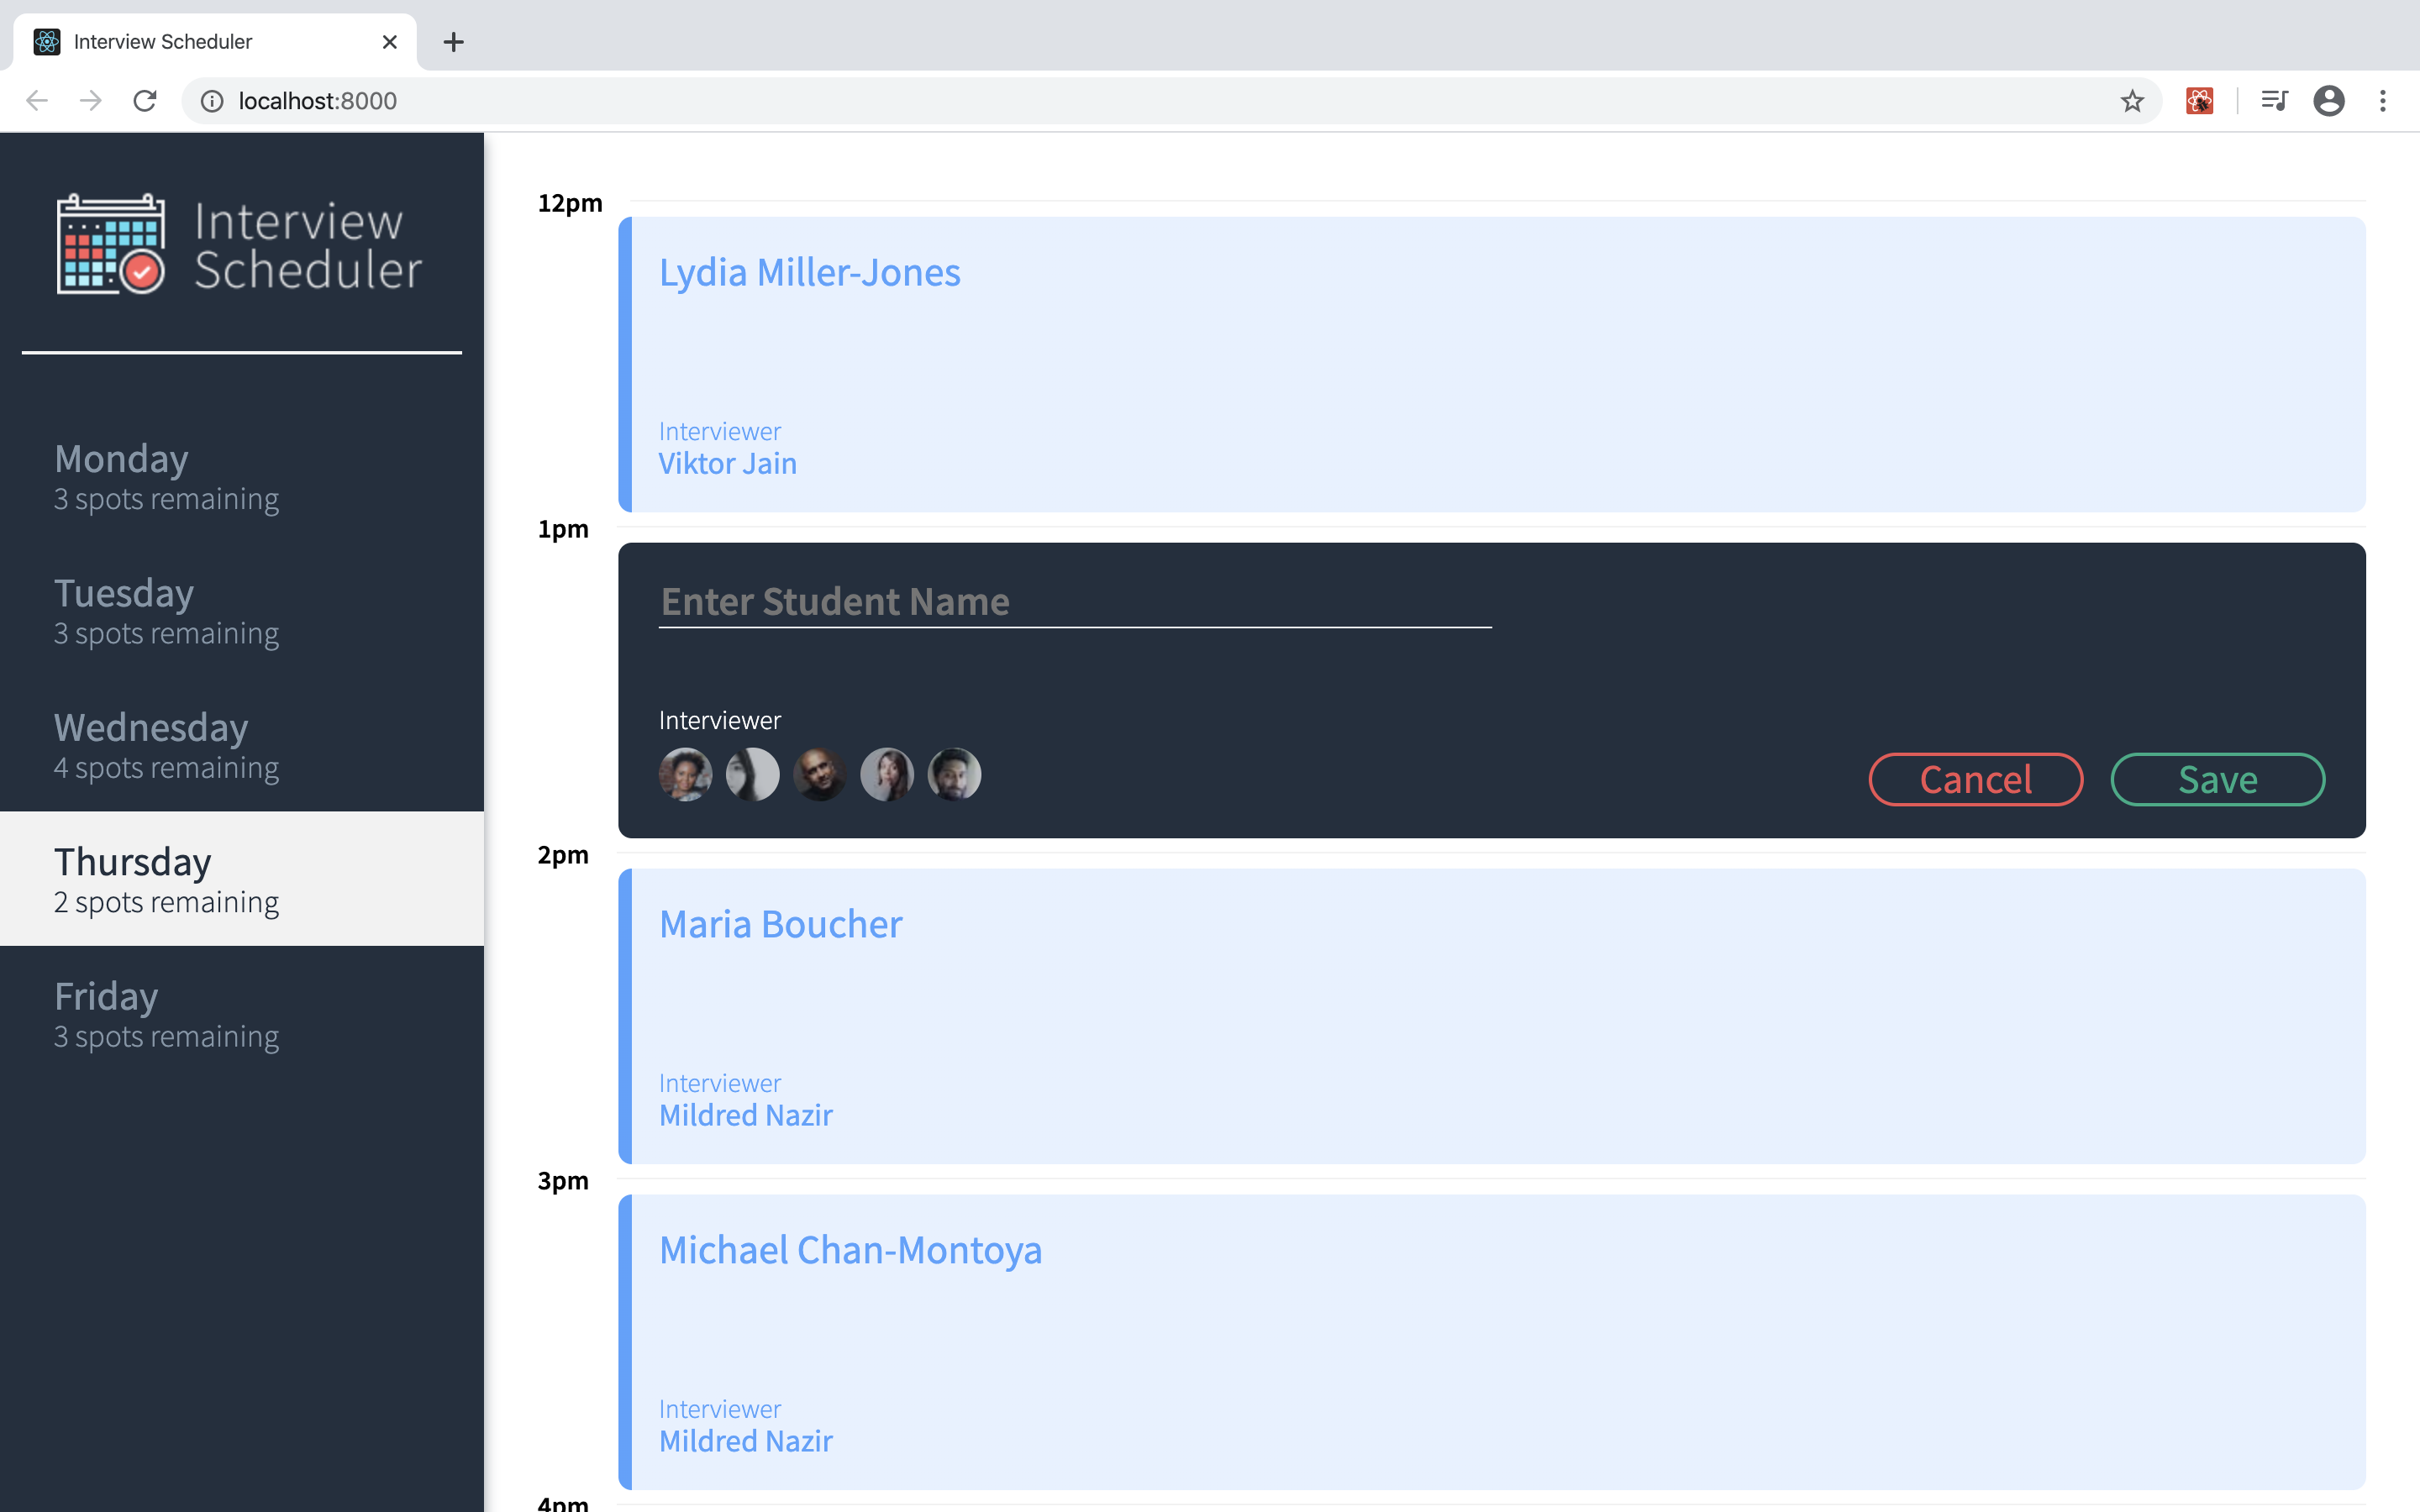 Interview Scheduler
localhost:8000
Interview
Scheduler
Monday
3 spots remaining
Tuesday
3 spots remaining
Wednesday
4 spots remaining
Thursday
2 spots remaining
Friday
3 spots remaining
12pm
Lydia Miller-Jones
Interviewer
Viktor Jain
1pm
Enter Student Name
Interviewer
Cancel
Save
2pm
Maria Boucher
Interviewer
Mildred Nazir
3pm
Michael Chan-Montoya
Interviewer
Mildred Nazir
4pm